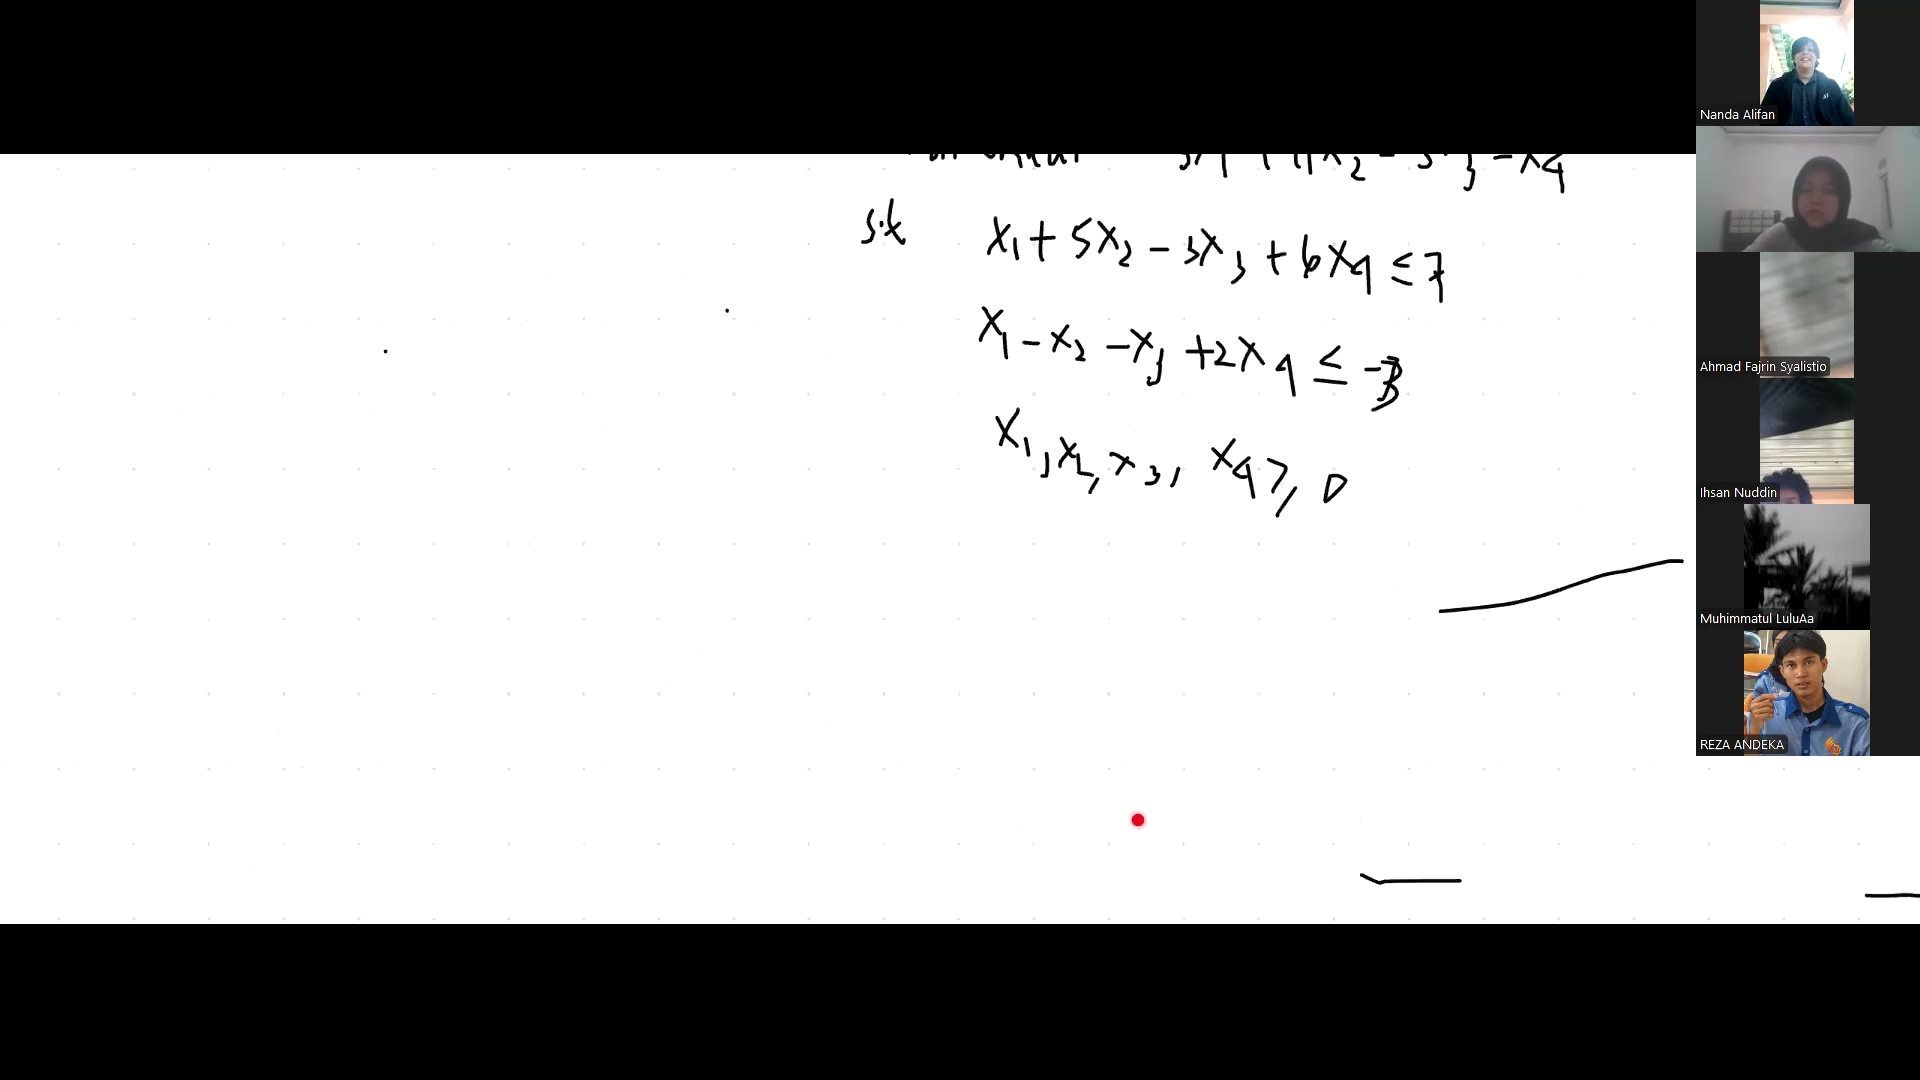 Nanda Alifan
s.t
x₁ + 5x₂ - 3x₃ + 6x₄ ≤ 7
x₁ - x₂ - x₃ + 2x₄ ≤ -3
x₁, x₂, x₃, x₄ ≥ 0
Ahmad Fajrin Syalistio
Ihsan Nuddin
Muhimmatul LuluAa
REZA ANDEKA